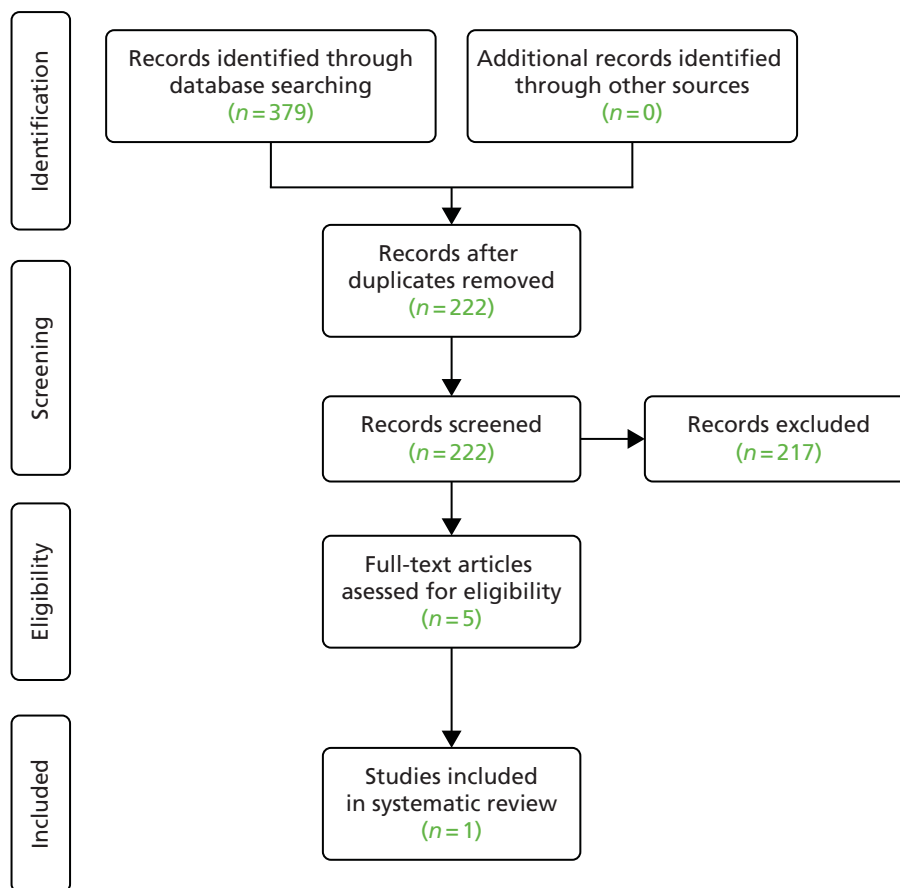 Identification
Records identified through
database searching
(n=379)
Additional records identified
through other sources
(n=0)
Screening
Records after
duplicates removed
(n=222)
Records screened
(n=222)
Records excluded
(n=217)
Eligibility
Full-text articles
asessed for eligibility
(n=5)
Included
Studies included
in systematic review
(n=1)